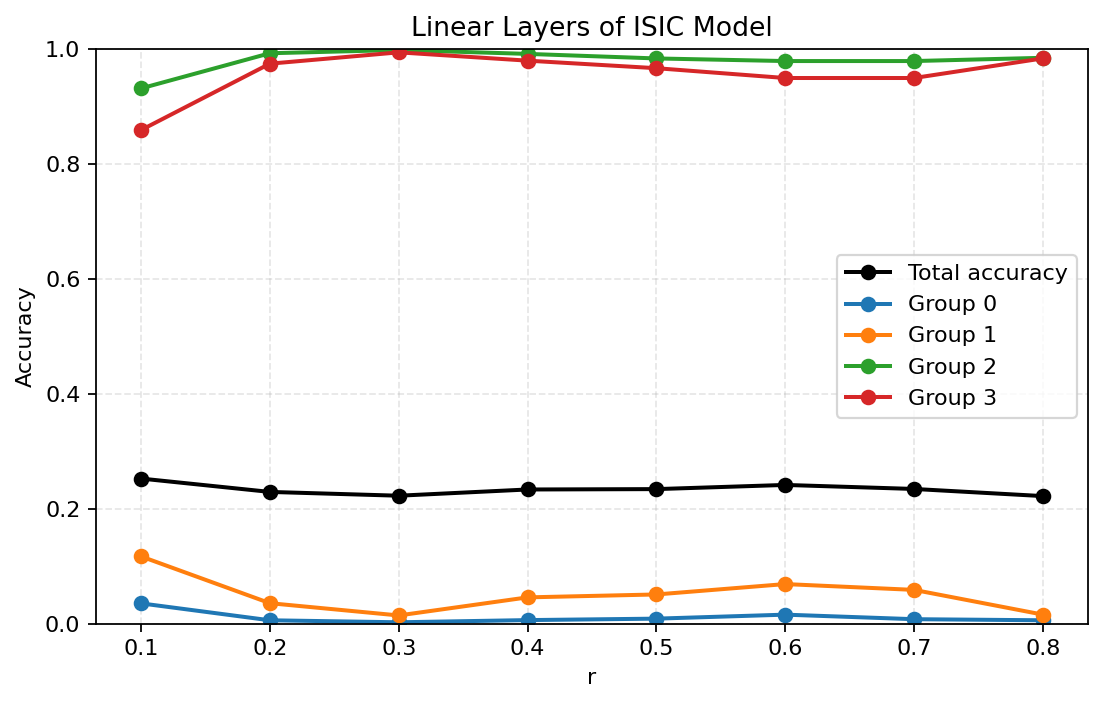 Linear Layers of ISIC Model
Accuracy
1.0
0.8
0.6
0.4
0.2
0.0
Total accuracy
Group 0
Group 1
Group 2
Group 3
0.1 0.2 0.3 0.4 0.5 0.6 0.7 0.8
r